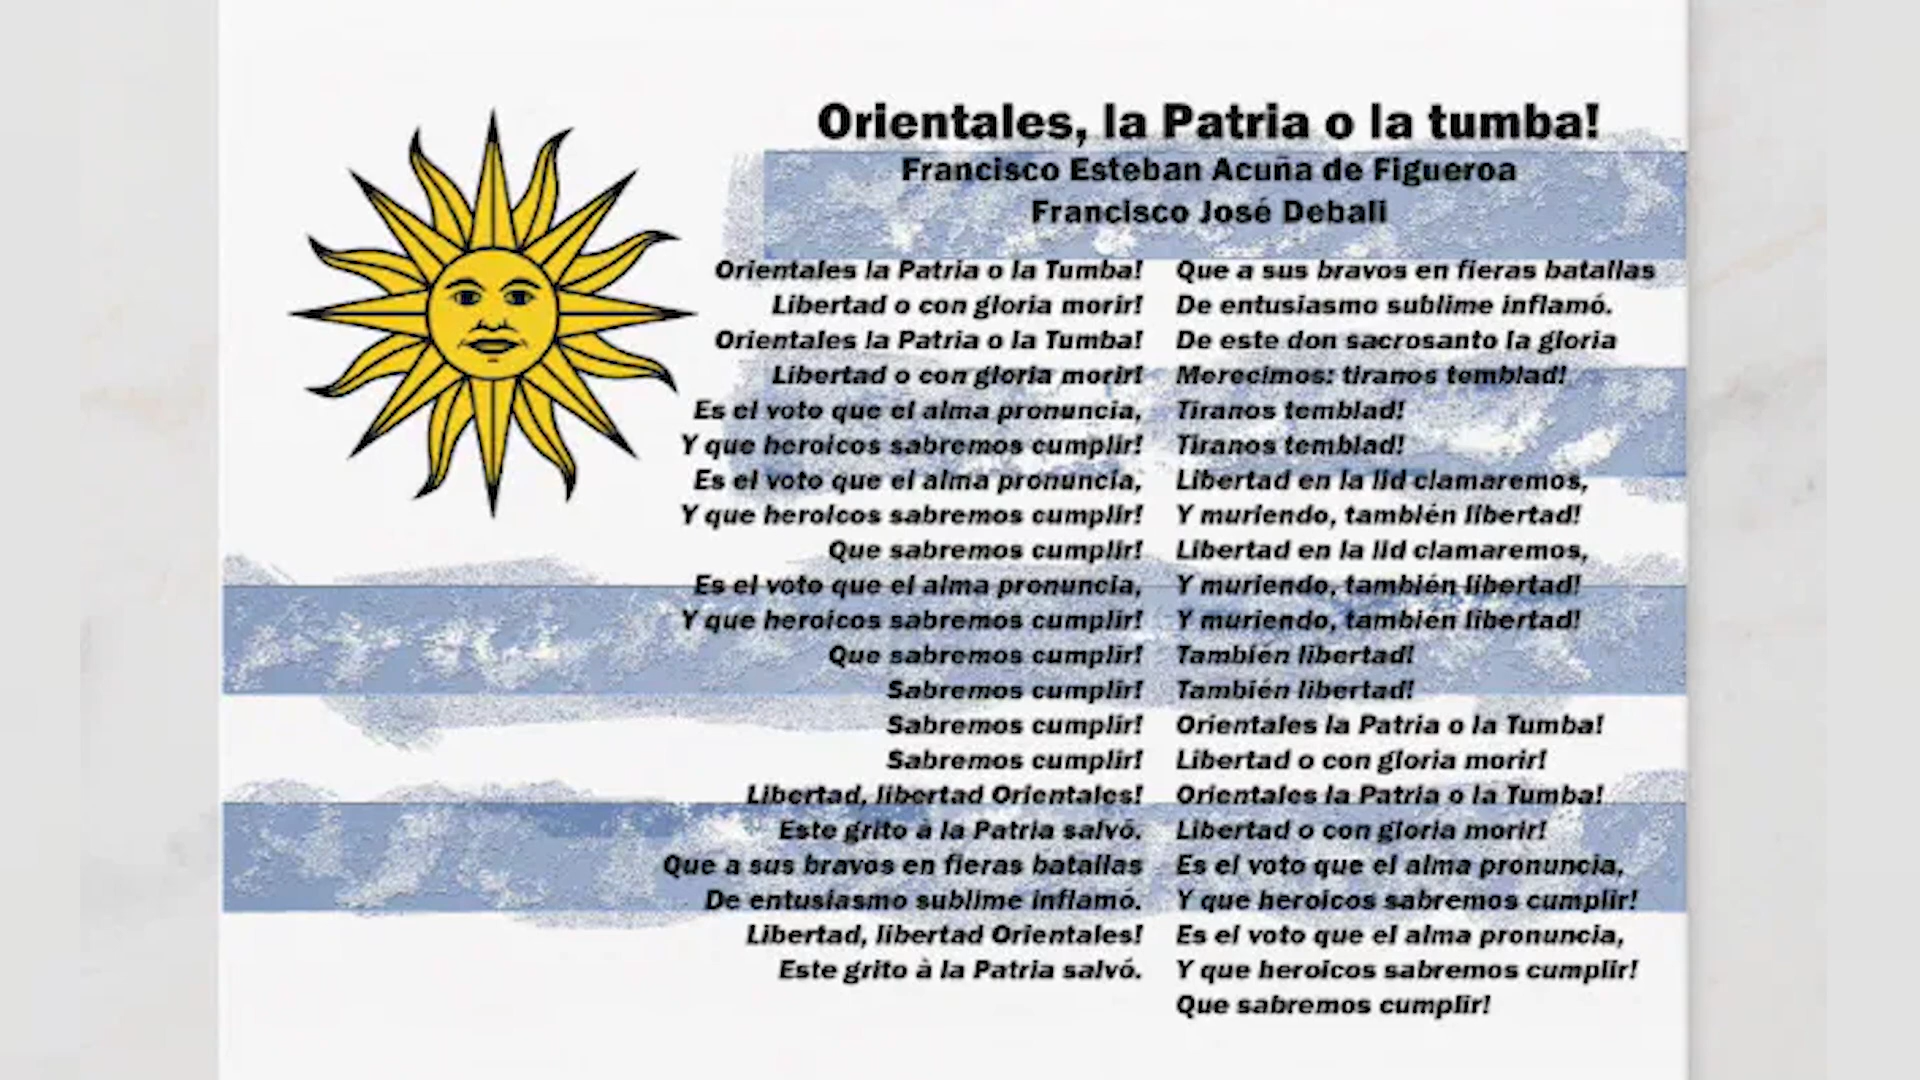 Orientales, la Patria o la tumba!
Francisco Esteban Acuña de Figueroa
Francisco José Debali
Orientales la Patria o la Tumba!
Libertad o con gloria morir!
Orientales la Patria o la Tumba!
Libertad o con gloria morir!
Es el voto que el alma pronuncia,
Y que heroicos sabremos cumplir!
Es el voto que el alma pronuncia,
Y que heroicos sabremos cumplir!
Que sabremos cumplir!
Es el voto que el alma pronuncia,
Y que heroicos sabremos cumplir!
Que sabremos cumplir!
Sabremos cumplir!
Sabremos cumplir!
Sabremos cumplir!
Libertad, libertad Orientales!
Este grito à la Patria salvó.
Que a sus bravos en fieras batallas
De entusiasmo sublime inflamó.
Libertad, libertad Orientales!
Este grito à la Patria salvó.
Que a sus bravos en fieras batallas
De entusiasmo sublime inflamó.
De este don sacrosanto la gloria
Merecimos: tiranos temblad!
Tiranos temblad!
Tiranos temblad!
Libertad en la lid clamaremos,
Y muriendo, también libertad!
Libertad en la lid clamaremos,
Y muriendo, también libertad!
Y muriendo, también libertad!
También libertad!
También libertad!
Orientales la Patria o la Tumba!
Libertad o con gloria morir!
Orientales la Patria o la Tumba!
Libertad o con gloria morir!
Es el voto que el alma pronuncia,
Y que heroicos sabremos cumplir!
Es el voto que el alma pronuncia,
Y que heroicos sabremos cumplir!
Que sabremos cumplir!